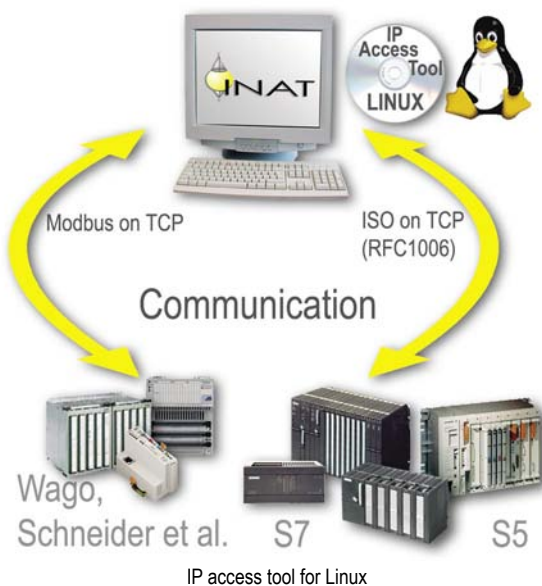 INAT
IP
Access
Tool
LINUX
Modbus on TCP
ISO on TCP
(RFC1006)
Communication
Wago,
Schneider et al.
S7
S5
IP access tool for Linux